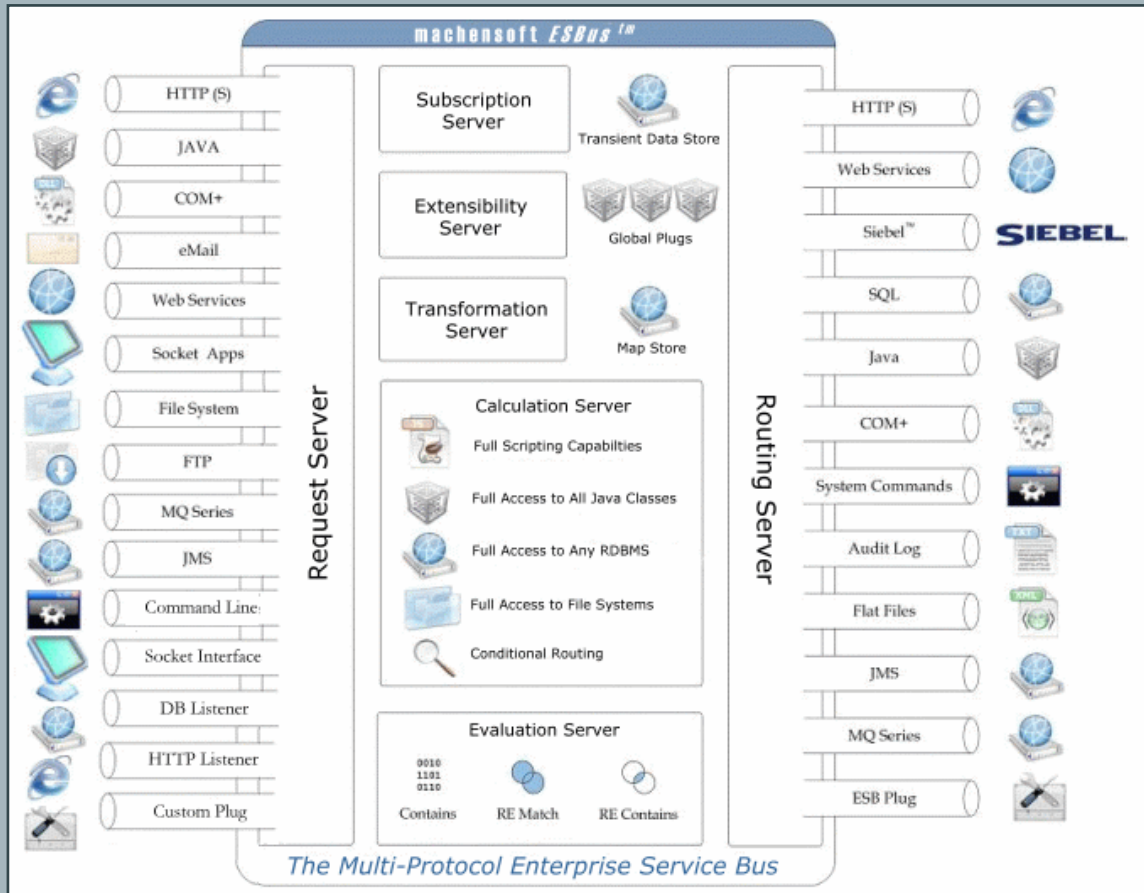 machensoft ESBus tm
HTTP (S)
JAVA
COM+
eMail
Web Services
Socket Apps
File System
FTP
MQ Series
JMS
Command Line
Socket Interface
DB Listener
HTTP Listener
Custom Plug
Request Server
Subscription
Server
Transient Data Store
Extensibility
Server
Global Plugs
Transformation
Server
Map Store
Calculation Server
JS
Full Scripting Capabilties
Full Access to All Java Classes
Full Access to Any RDBMS
Full Access to File Systems
Conditional Routing
Evaluation Server
0010
1101
0110
Contains
RE Match
RE Contains
Routing Server
HTTP (S)
Web Services
Siebel™
SIEBEL
SQL
Java
COM+
DLL
System Commands
Audit Log
TXT
Flat Files
XML
JMS
MQ Series
ESB Plug
DLL
The Multi-Protocol Enterprise Service Bus